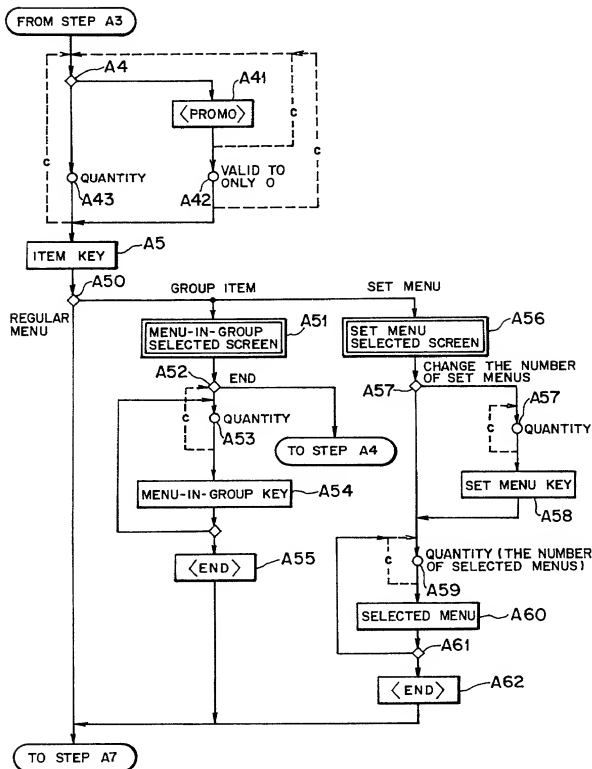 FROM STEP A3
A4
A41
<PROMO>
C
C
C
QUANTITY
A43
VALID TO
ONLY 0
A42
ITEM KEY
A5
A50
REGULAR
MENU
GROUP ITEM
SET MENU
MENU-IN-GROUP
SELECTED SCREEN
A51
SET MENU
SELECTED SCREEN
A56
A52
END
CHANGE THE NUMBER
OF SET MENUS
A57
C
QUANTITY
A53
TO STEP A4
A57
C
QUANTITY
MENU-IN-GROUP KEY
A54
SET MENU KEY
A58
<END>
A55
C
QUANTITY (THE NUMBER
OF SELECTED MENUS)
A59
SELECTED MENU
A60
A61
<END>
A62
TO STEP A7